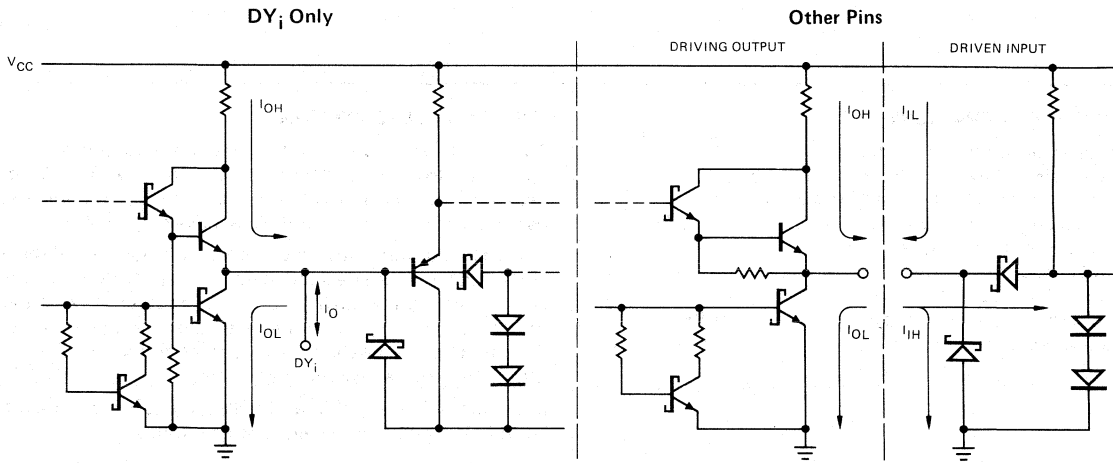 DYi Only
Other Pins
DRIVING OUTPUT
DRIVEN INPUT
VCC
IOH
IOH
IIL
IO
IOL
DYi
IOL
IIH